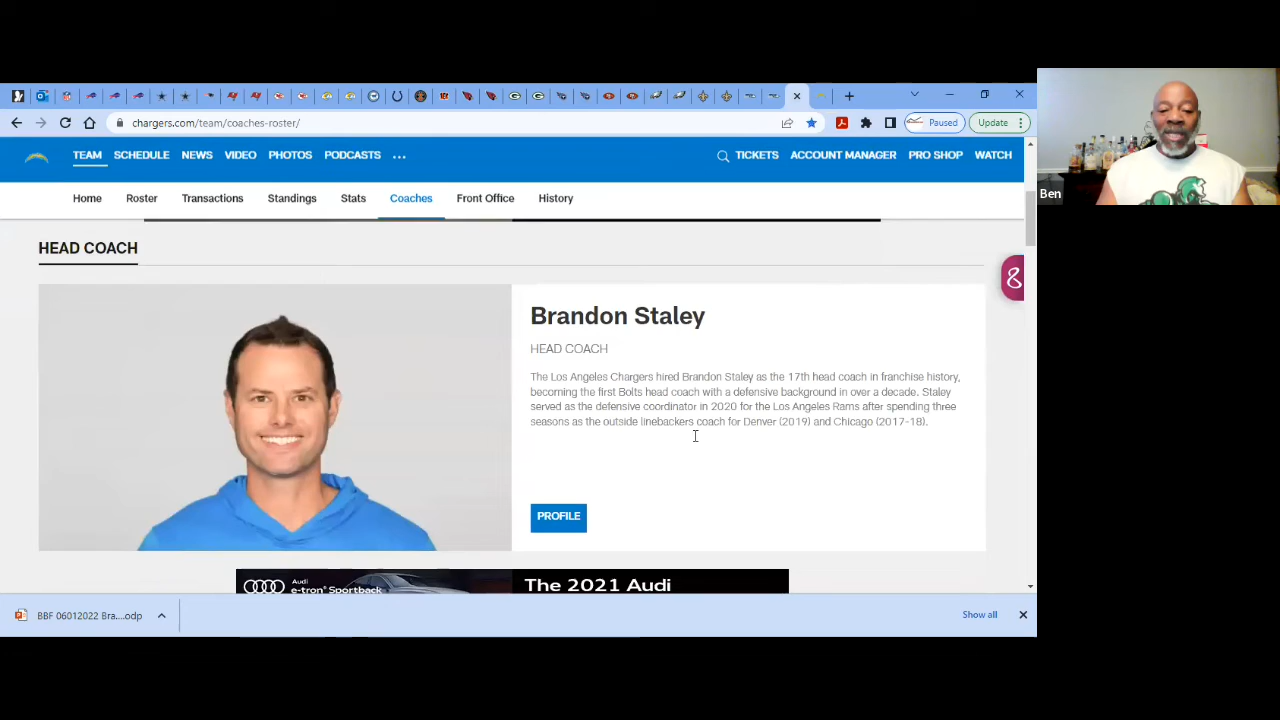 chargers.com/team/coaches-roster/
Paused
Update
TEAM SCHEDULE NEWS VIDEO PHOTOS PODCASTS ...
TICKETS ACCOUNT MANAGER PRO SHOP WATCH
Home Roster Transactions Standings Stats Coaches Front Office History
Ben
HEAD COACH
Brandon Staley
HEAD COACH
The Los Angeles Chargers hired Brandon Staley as the 17th head coach in franchise history,
becoming the first Bolts head coach with a defensive background in over a decade. Staley
served as the defensive coordinator in 2020 for the Los Angeles Rams after spending three
seasons as the outside linebackers coach for Denver (2019) and Chicago (2017-18).
PROFILE
Audi
e-tron® Sportback
The 2021 Audi
BBF 06012022 Bra....odp
Show all